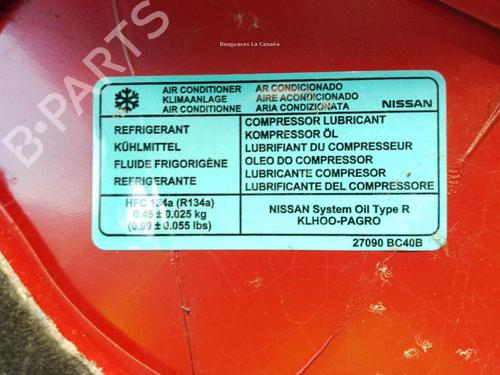 Desguaces La Cabaña
B-PARTS
AIR CONDITIONER AR CONDICIONADO
KLIMAANLAGE AIRE ACONDICIONADO
AIR CONDITIONNE ARIA CONDIZIONATA NISSAN
REFRIGERANT
KÜHLMITTEL
FLUIDE FRIGORIGÈNE
REFRIGERANTE
COMPRESSOR LUBRICANT
KOMPRESSOR ÖL
LUBRIFIANT DU COMPRESSEUR
OLEO DO COMPRESSOR
LUBRICANTE COMPRESOR
LUBRIFICANTE DEL COMPRESSORE
HFC 134a (R134a)
0.45 ± 0.025 kg
(0.99 ± 0.055 lbs)
NISSAN System Oil Type R
KLHOO-PAGRO
27090 BC40B